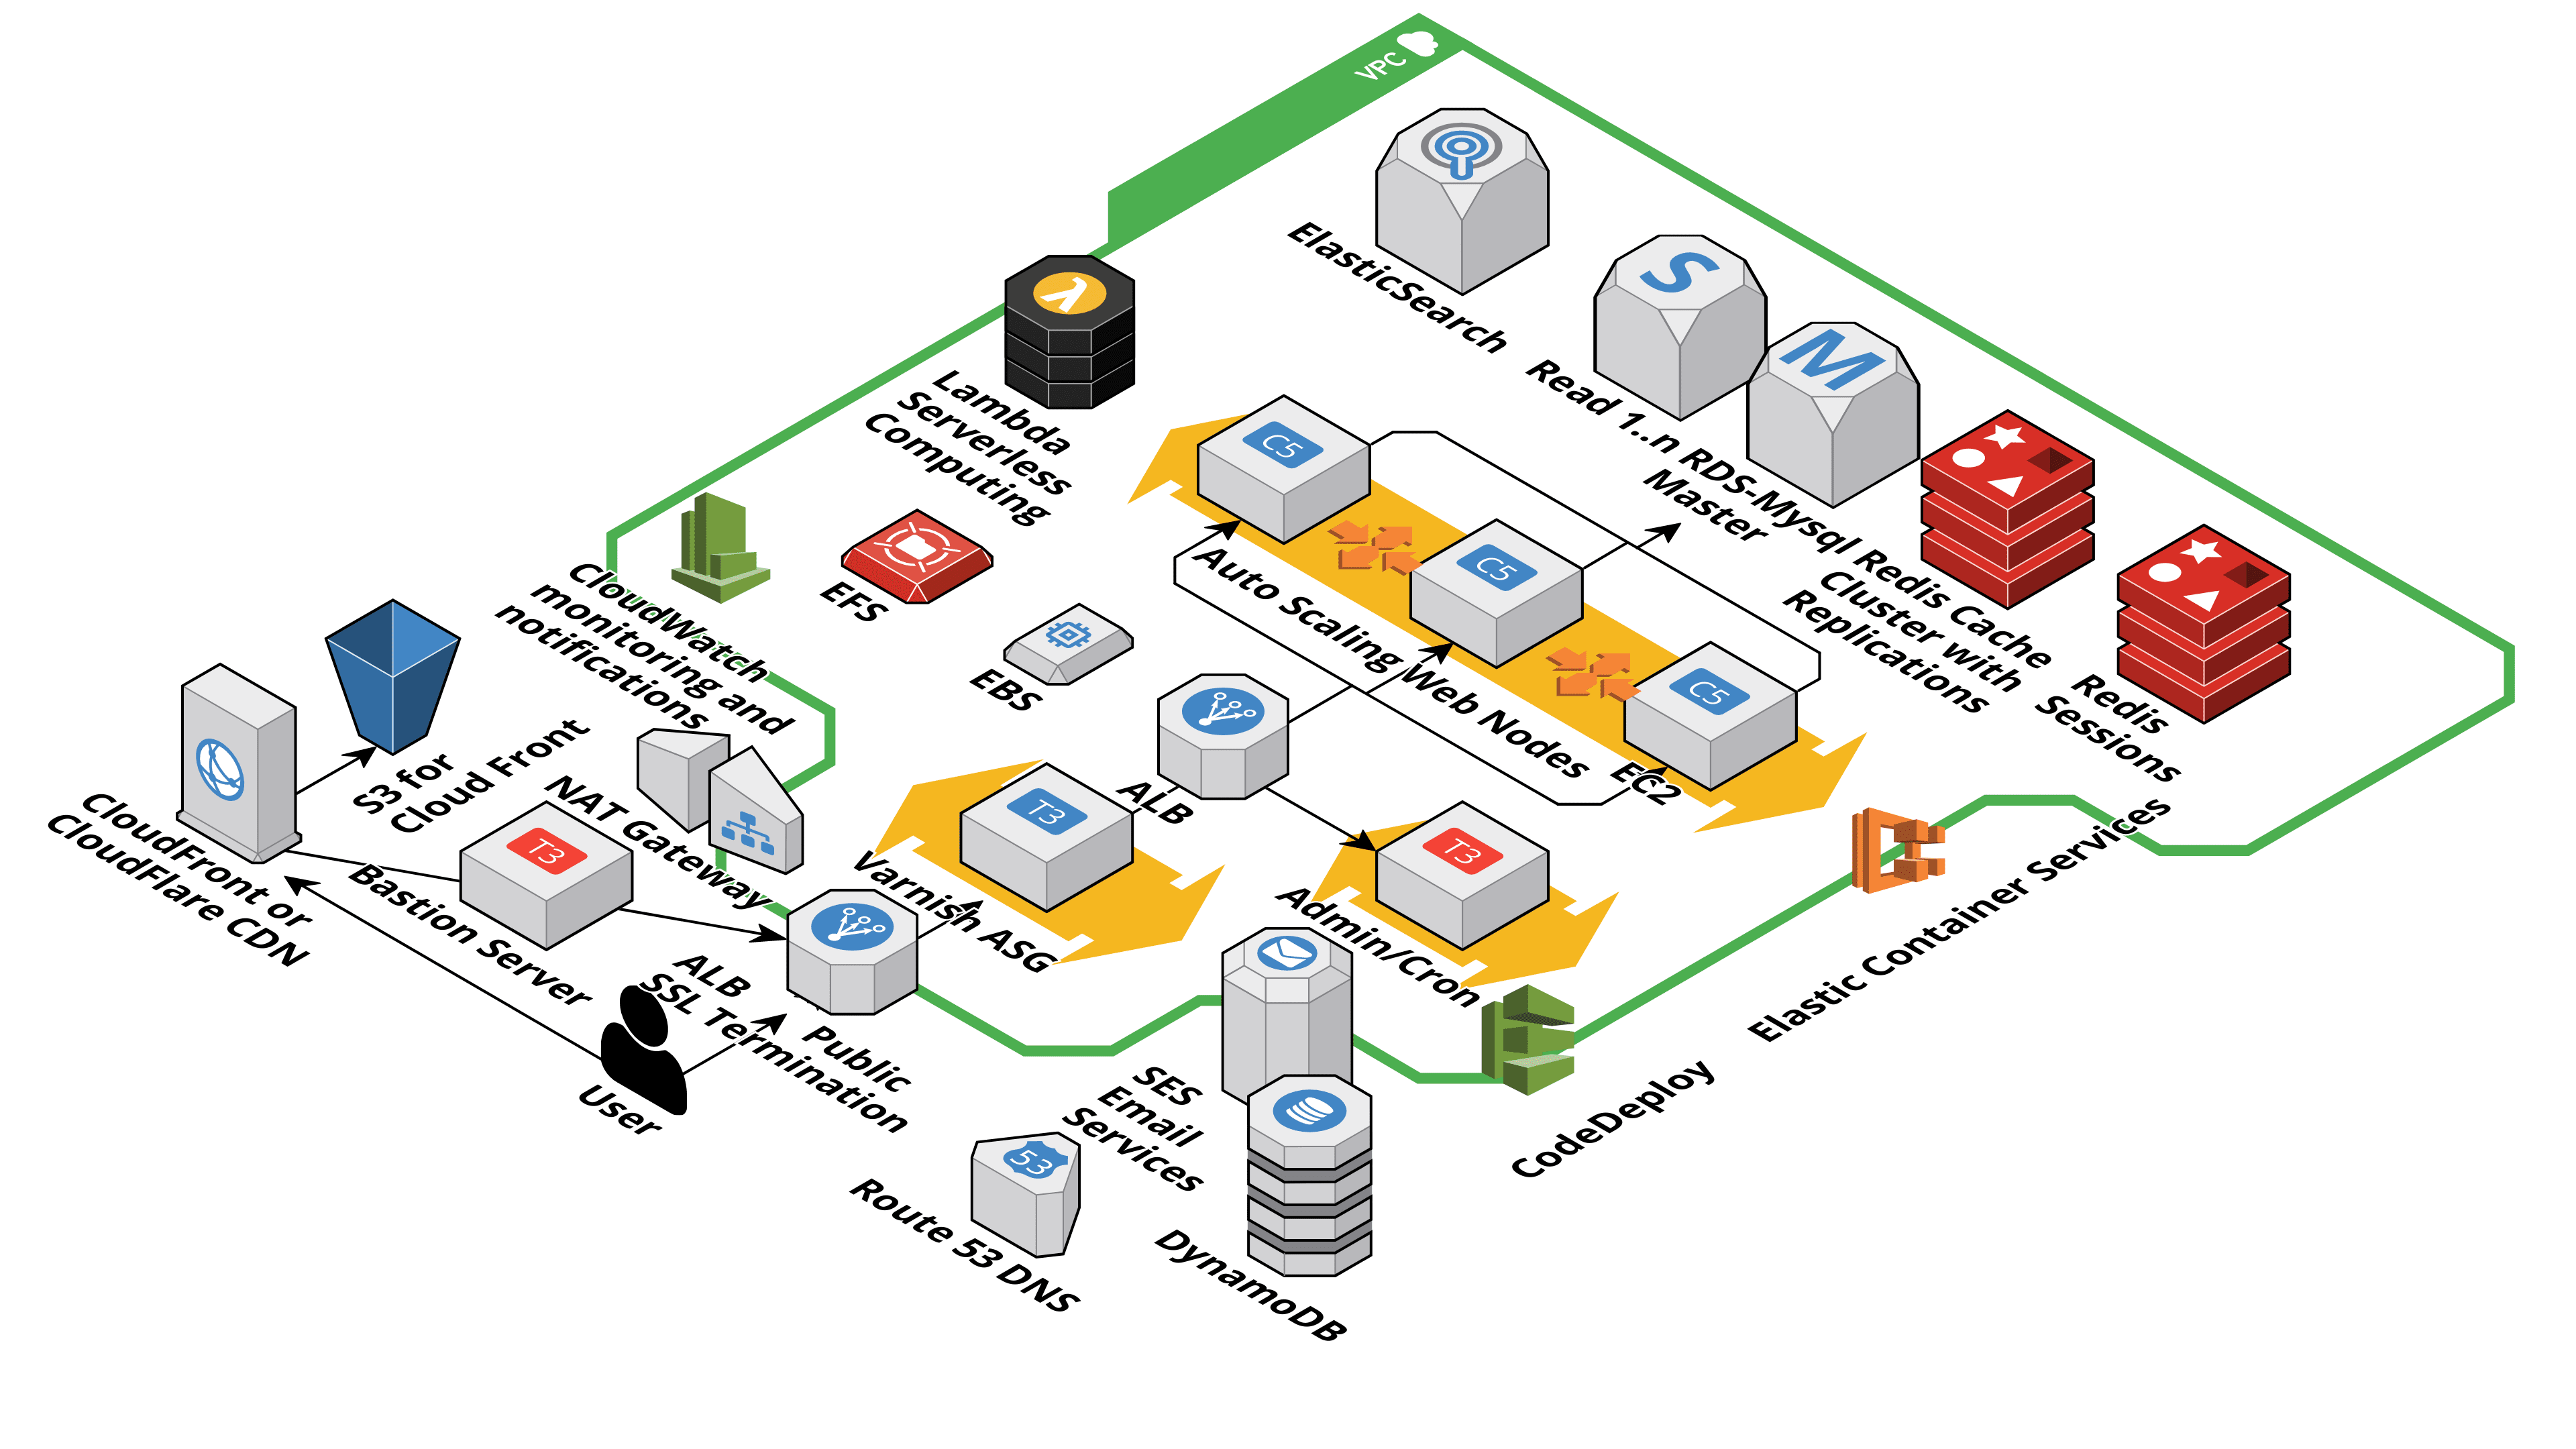 VPC
ElasticSearch
S
M
Read 1..n RDS-Mysql
Master
Redis Cache
Cluster with
Replications
Redis
Sessions
λ
Lambda
Serverless
Computing
C5
C5
C5
Auto Scaling Web Nodes
EC2
EFS
EBS
CloudWatch
monitoring and
notifications
S3 for
Cloud Front
CloudFront or
CloudFlare CDN
NAT Gateway
T3
Bastion Server
ALB
T3
Varnish ASG
T3
Admin/Cron
ALB
SSL Termination
Public
User
SES
Email
Services
53
Route 53 DNS
DynamoDB
CodeDeploy
Elastic Container Services